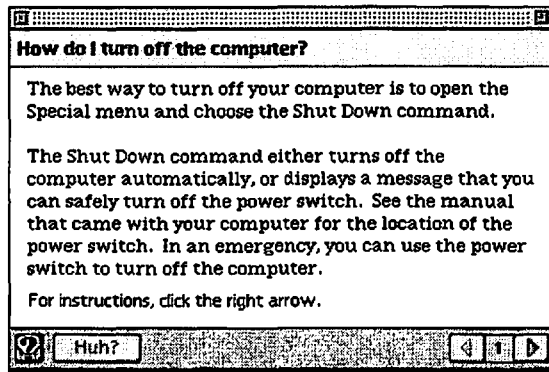 How do I turn off the computer?
The best way to turn off your computer is to open the
Special menu and choose the Shut Down command.
The Shut Down command either turns off the
computer automatically, or displays a message that you
can safely turn off the power switch. See the manual
that came with your computer for the location of the
power switch. In an emergency, you can use the power
switch to turn off the computer.
For instructions, click the right arrow.
Huh? 1